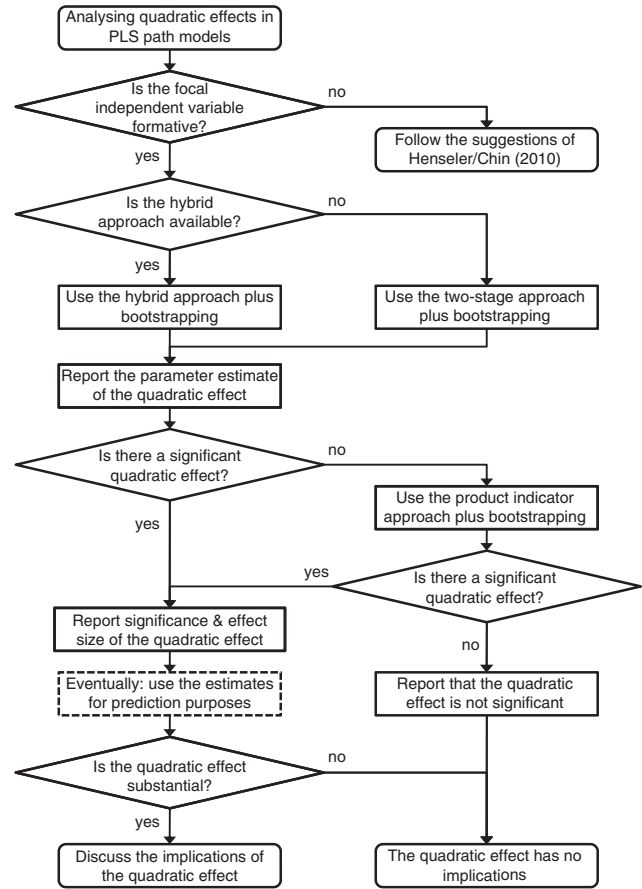 Analysing quadratic effects in
PLS path models
Is the focal
independent variable
formative?
no
Follow the suggestions of
Henseler/Chin (2010)
yes
Is the hybrid
approach available?
no
yes
Use the hybrid approach plus
bootstrapping
Use the two-stage approach
plus bootstrapping
Report the parameter estimate
of the quadratic effect
Is there a significant
quadratic effect?
no
Use the product indicator
approach plus bootstrapping
yes
yes
Is there a significant
quadratic effect?
Report significance & effect
size of the quadratic effect
no
Eventually: use the estimates
for prediction purposes
Report that the quadratic
effect is not significant
Is the quadratic effect
substantial?
no
yes
Discuss the implications of
the quadratic effect
The quadratic effect has no
implications